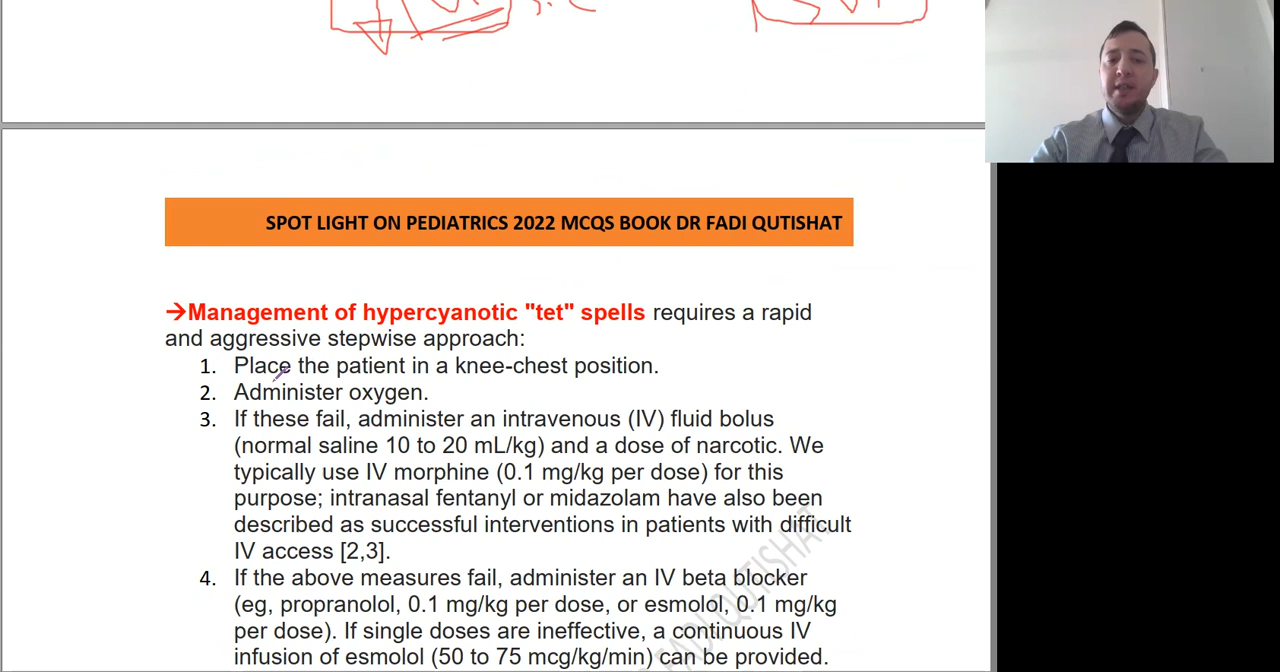 SPOT LIGHT ON PEDIATRICS 2022 MCQS BOOK DR FADI QUTISHAT
→Management of hypercyanotic "tet" spells requires a rapid
and aggressive stepwise approach:
1. Place the patient in a knee-chest position.
2. Administer oxygen.
3. If these fail, administer an intravenous (IV) fluid bolus
(normal saline 10 to 20 mL/kg) and a dose of narcotic. We
typically use IV morphine (0.1 mg/kg per dose) for this
purpose; intranasal fentanyl or midazolam have also been
described as successful interventions in patients with difficult
IV access [2,3].
4. If the above measures fail, administer an IV beta blocker
(eg, propranolol, 0.1 mg/kg per dose, or esmolol, 0.1 mg/kg
per dose). If single doses are ineffective, a continuous IV
infusion of esmolol (50 to 75 mcg/kg/min) can be provided.
FADI QUTISHAT